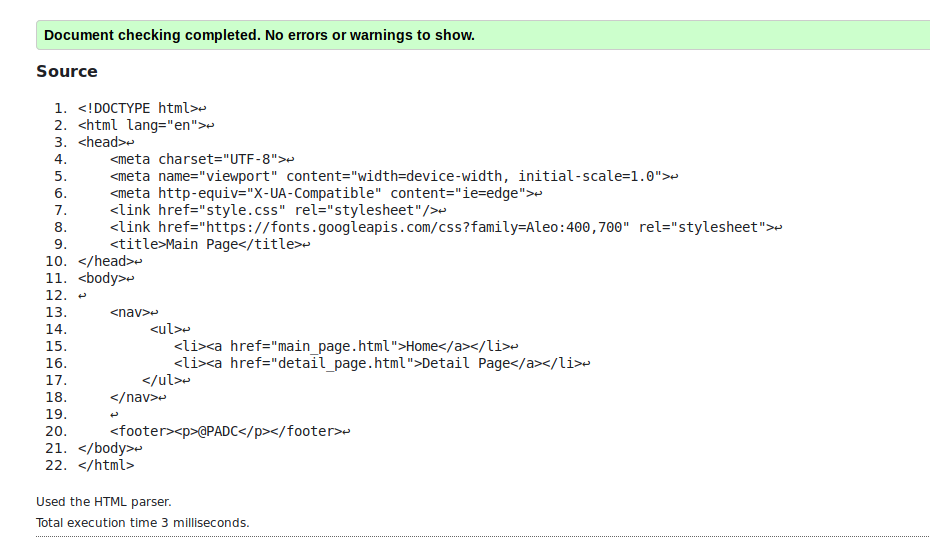 Document checking completed. No errors or warnings to show.
Source
1. <!DOCTYPE html>↩
2. <html lang="en">↩
3. <head>↩
4.     <meta charset="UTF-8">↩
5.     <meta name="viewport" content="width=device-width, initial-scale=1.0">↩
6.     <meta http-equiv="X-UA-Compatible" content="ie=edge">↩
7.     <link href="style.css" rel="stylesheet"/>↩
8.     <link href="https://fonts.googleapis.com/css?family=Aleo:400,700" rel="stylesheet">↩
9.     <title>Main Page</title>↩
10. </head>↩
11. <body>↩
12. ↩
13.     <nav>↩
14.          <ul>↩
15.             <li><a href="main_page.html">Home</a></li>↩
16.             <li><a href="detail_page.html">Detail Page</a></li>↩
17.         </ul>↩
18.     </nav>↩
19.     ↩
20.     <footer><p>@PADC</p></footer>↩
21. </body>↩
22. </html>
Used the HTML parser.
Total execution time 3 milliseconds.